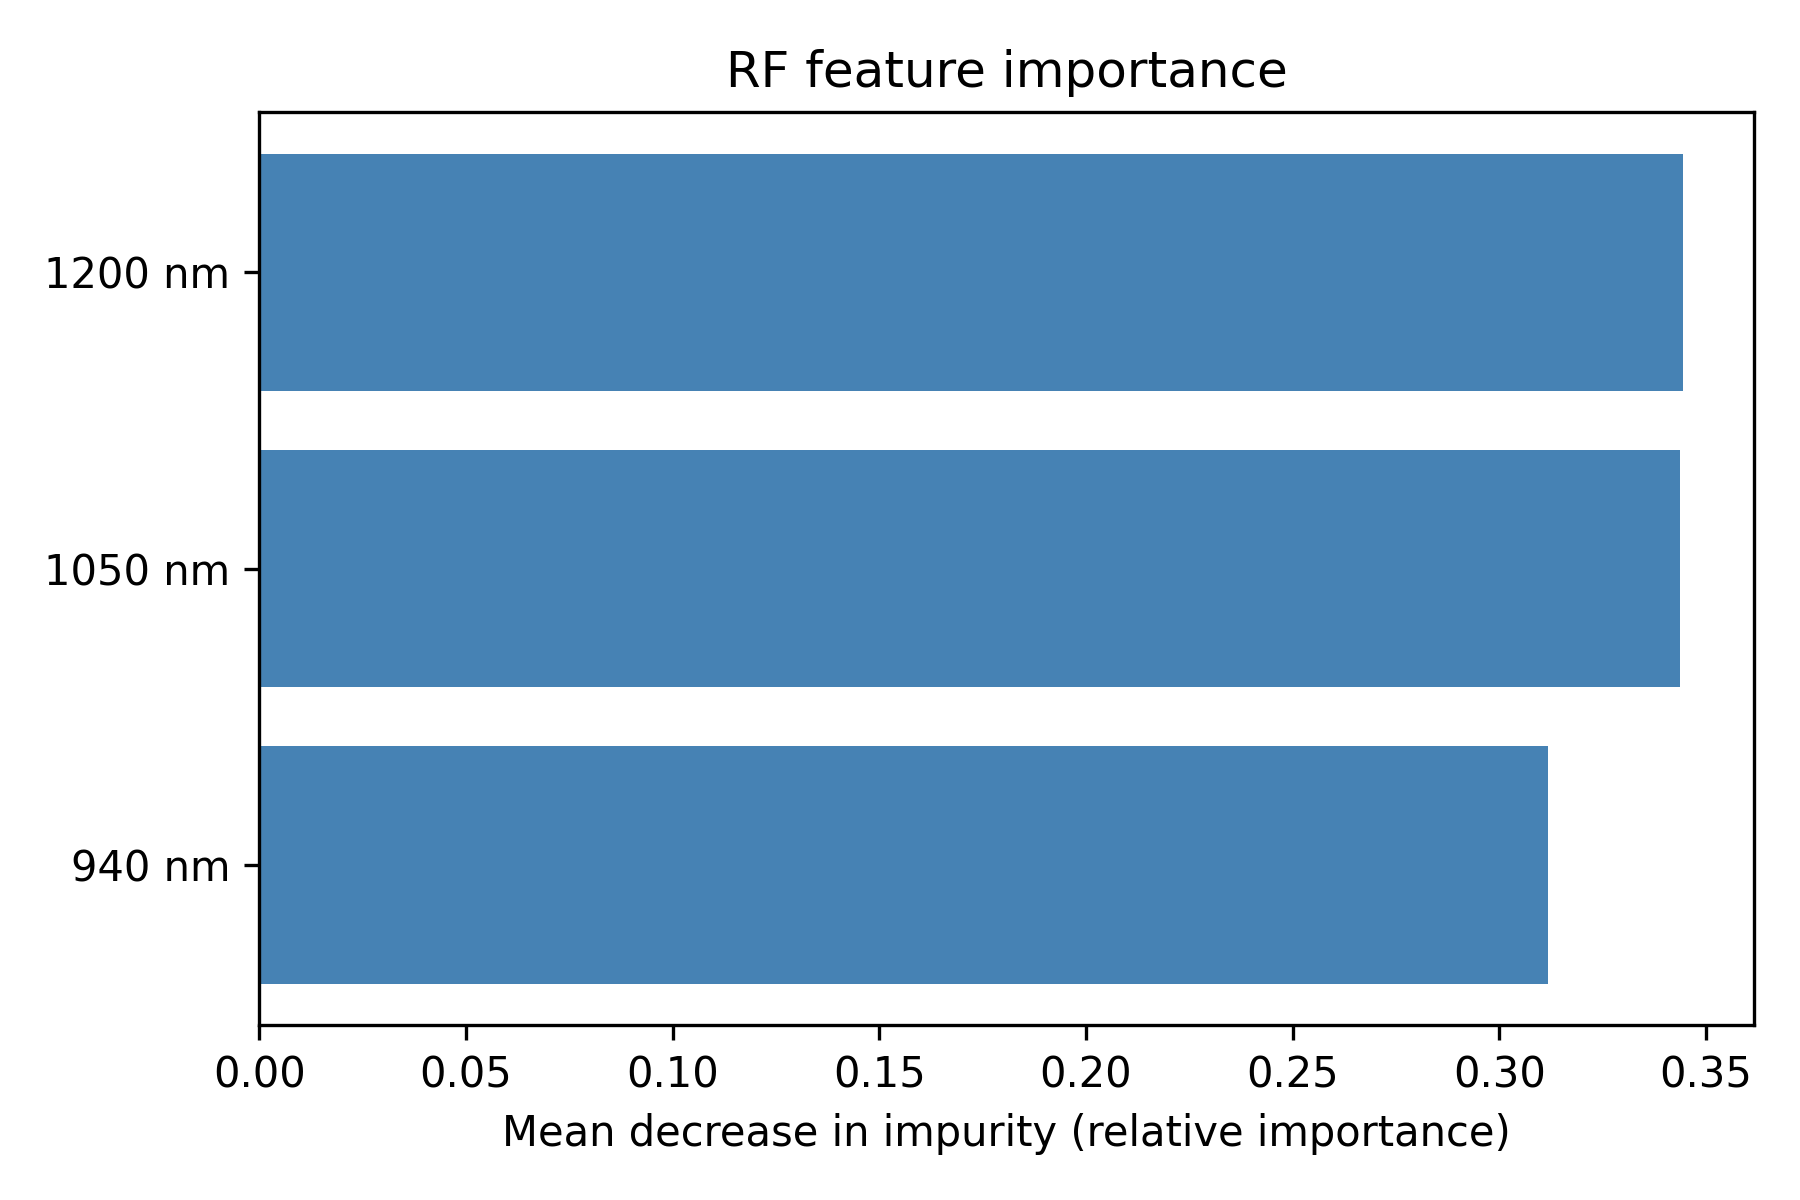 RF feature importance
1200 nm
1050 nm
940 nm
0.00 0.05 0.10 0.15 0.20 0.25 0.30 0.35
Mean decrease in impurity (relative importance)